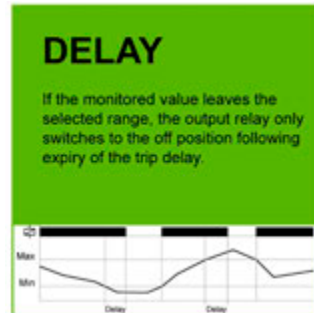 DELAY
If the monitored value leaves the
selected range, the output relay only
switches to the off position following
expiry of the trip delay.
Max
Min
Delay
Delay